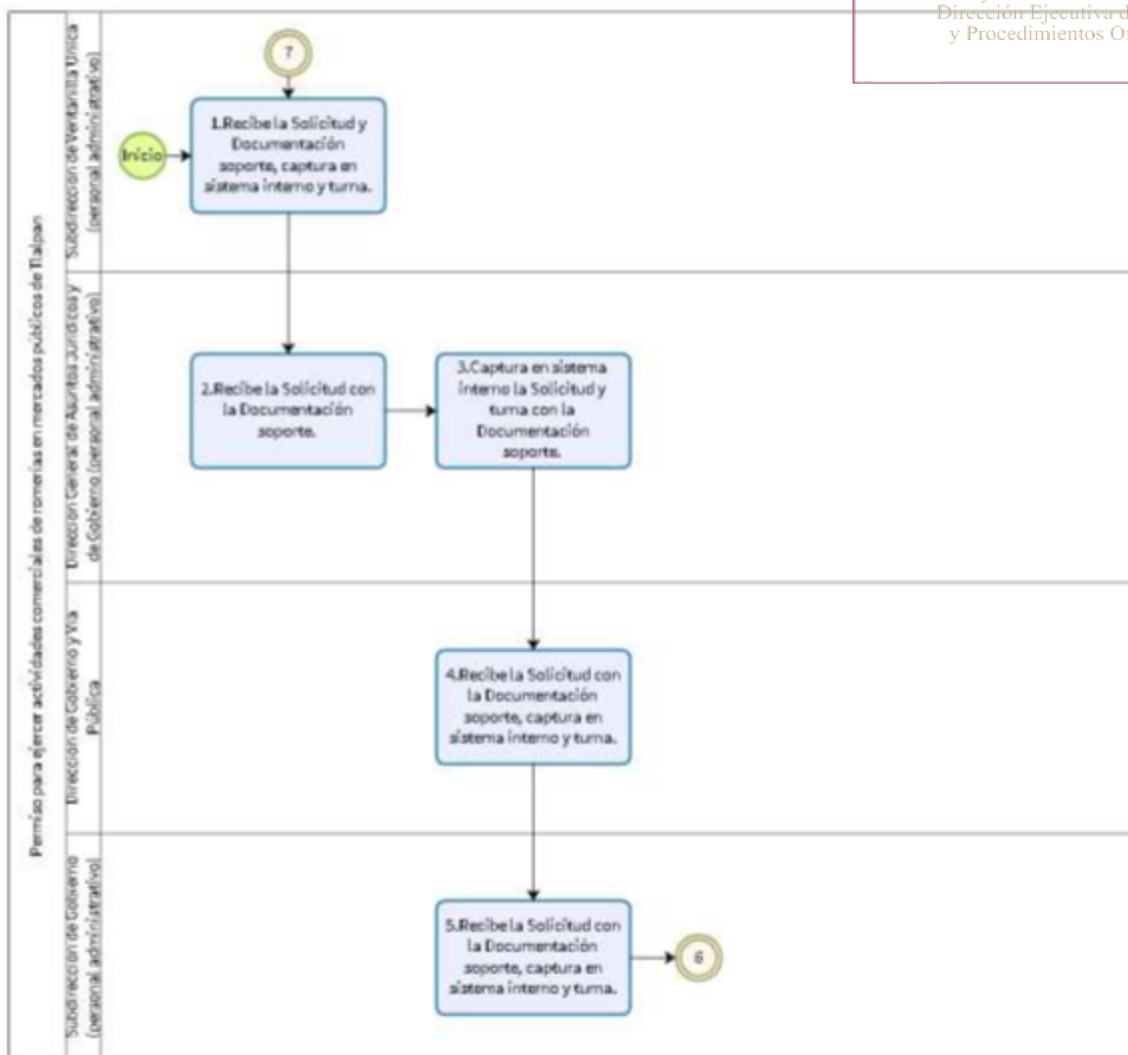 Dirección Ejecutiva d
y Procedimientos Or
Permiso para ejercer actividades comerciales de romerías en mercados públicos de Tlalpan
Subdirección de Ventanilla Única
(personal administrativo)
7
Inicio
1.Recibe la Solicitud y
Documentación
soporte, captura en
sistema interno y turna.
Dirección General de Asuntos Jurídicos y
de Gobierno (personal administrativo)
2.Recibe la Solicitud con
la Documentación
soporte.
3.Captura en sistema
interno la Solicitud y
turna con la
Documentación
soporte.
Dirección de Gobierno y Vía
Pública
4.Recibe la Solicitud con
la Documentación
soporte, captura en
sistema interno y turna.
Subdirección de Gobierno
(personal administrativo)
5.Recibe la Solicitud con
la Documentación
soporte, captura en
sistema interno y turna.
6